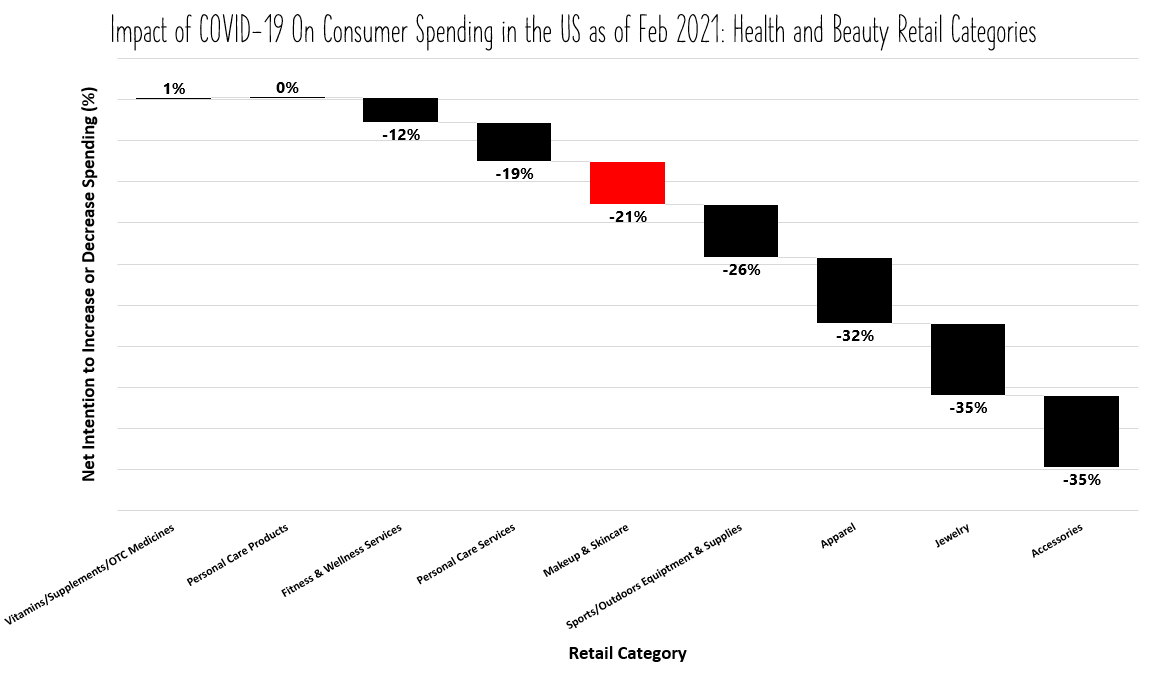 Impact of COVID-19 On Consumer Spending in the US as of Feb 2021: Health and Beauty Retail Categories
Net Intention to Increase or Decrease Spending (%)
1%
0%
-12%
-19%
-21%
-26%
-32%
-35%
-35%
Vitamins/Supplements/OTC Medicines
Personal Care Products
Fitness & Wellness Services
Personal Care Services
Makeup & Skincare
Sports/Outdoors Equiptment & Supplies
Apparel
Jewelry
Accessories
Retail Category